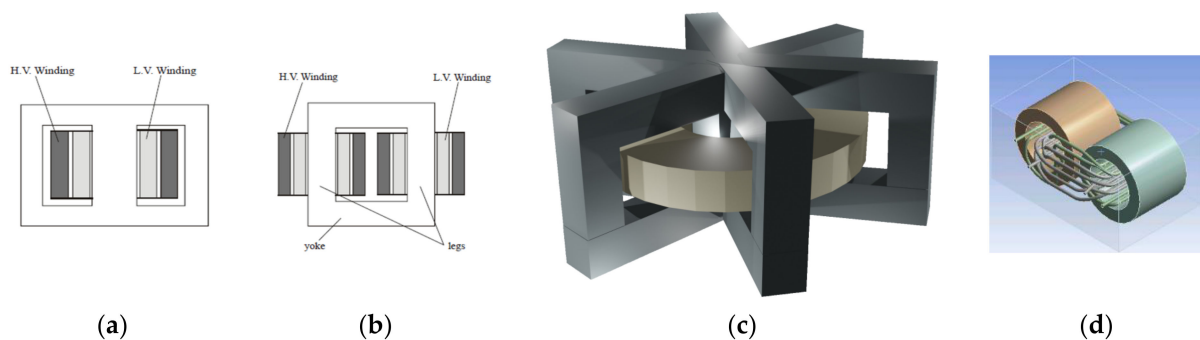 H.V. Winding
L.V. Winding
H.V. Winding
L.V. Winding
yoke
legs
(a)
(b)
(c)
(d)